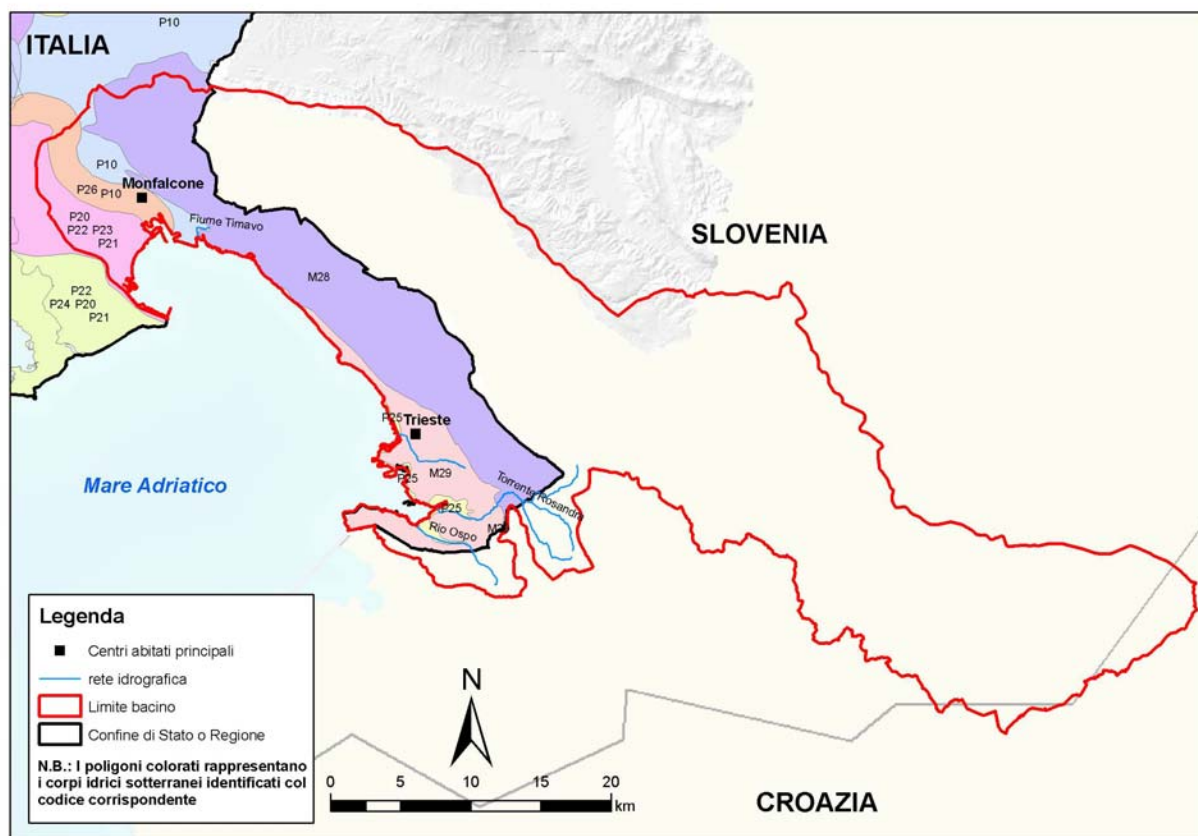 P10
ITALIA
P10
Monfalcone
P26 P10
P20
P22 P23
P21
Fiume Timavo
SLOVENIA
M28
P22
P24 P20
P21
P25
Trieste
M29
P25
Mare Adriatico
Torrente Rosandra
P25
Rio Ospo
Legenda
Centri abitati principali
rete idrografica
Limite bacino
Confine di Stato o Regione
N.B.: I poligoni colorati rappresentano
i corpi idrici sotterranei identificati col
codice corrispondente
N
0 5 10 15 20
km
CROAZIA